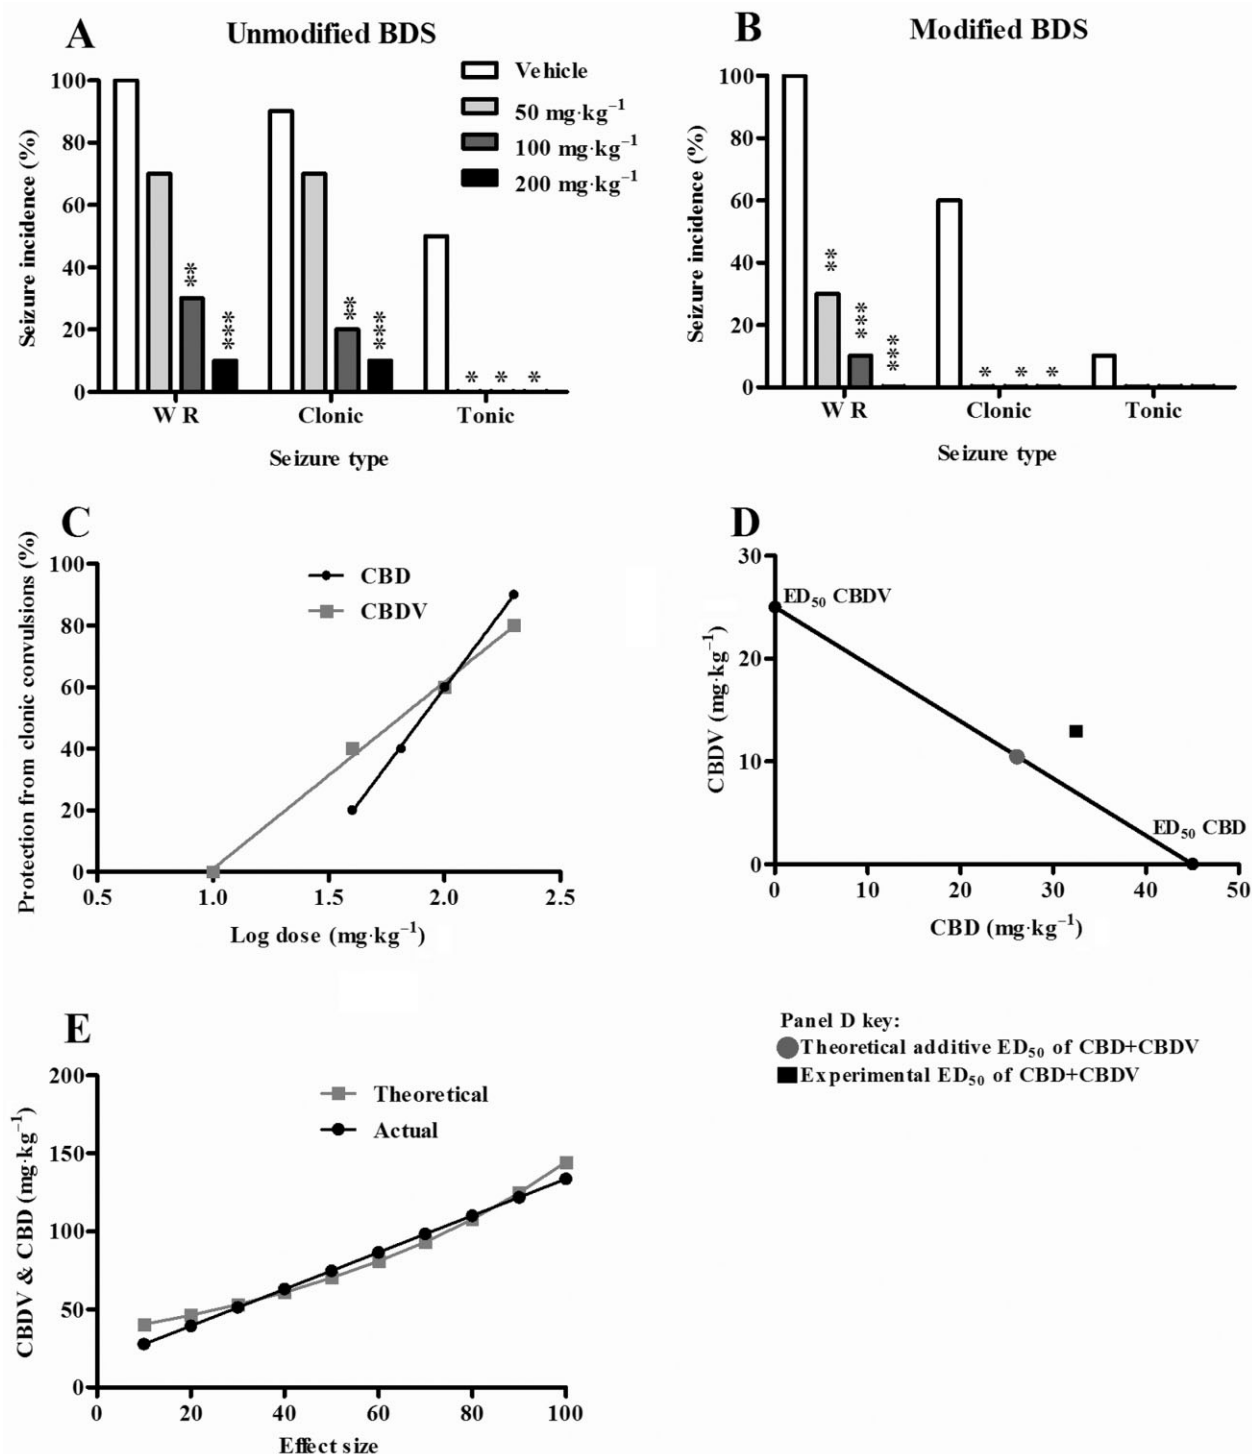 A
Unmodified BDS
Vehicle
50 mg·kg⁻¹
100 mg·kg⁻¹
200 mg·kg⁻¹
Seizure incidence (%)
100
80
60
40
20
0
**
***
**
***
* * *
W R Clonic Tonic
Seizure type
B
Modified BDS
Seizure incidence (%)
100
80
60
40
20
0
**
***
***
* * *
W R Clonic Tonic
Seizure type
C
Protection from clonic convulsions (%)
100
80
60
40
20
0
CBD
CBDV
0.5 1.0 1.5 2.0 2.5
Log dose (mg·kg⁻¹)
D
CBDV (mg·kg⁻¹)
30
20
10
0
ED₅₀ CBDV
ED₅₀ CBD
0 10 20 30 40 50
CBD (mg·kg⁻¹)
E
CBDV & CBD (mg·kg⁻¹)
200
150
100
50
0
Theoretical
Actual
0 20 40 60 80 100
Effect size
Panel D key:
Theoretical additive ED₅₀ of CBD+CBDV
Experimental ED₅₀ of CBD+CBDV